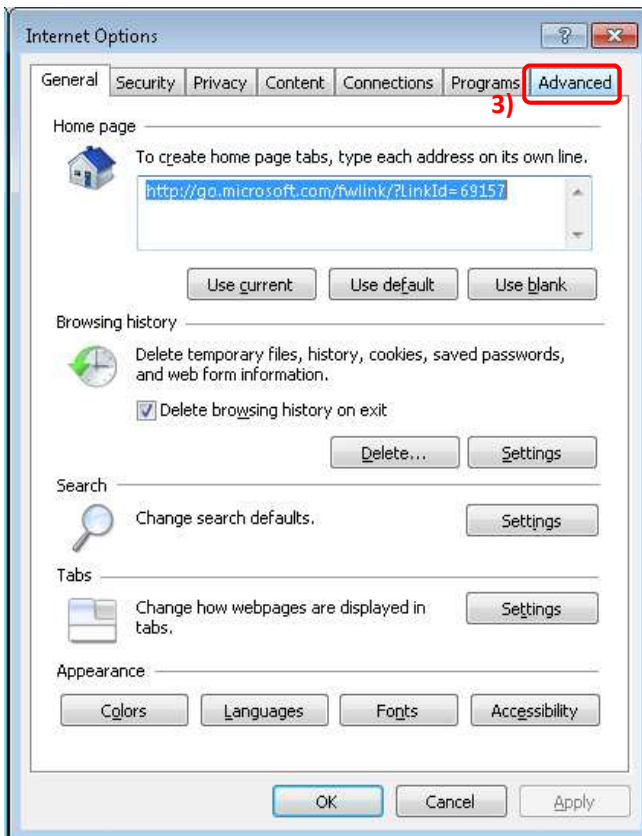 Internet Options
General Security Privacy Content Connections Programs Advanced
3)
Home page
To create home page tabs, type each address on its own line.
http://go.microsoft.com/fwlink/?LinkId=69157
Use current Use default Use blank
Browsing history
Delete temporary files, history, cookies, saved passwords,
and web form information.
Delete browsing history on exit
Delete... Settings
Search
Change search defaults. Settings
Tabs
Change how webpages are displayed in Settings
tabs.
Appearance
Colors Languages Fonts Accessibility
OK Cancel Apply